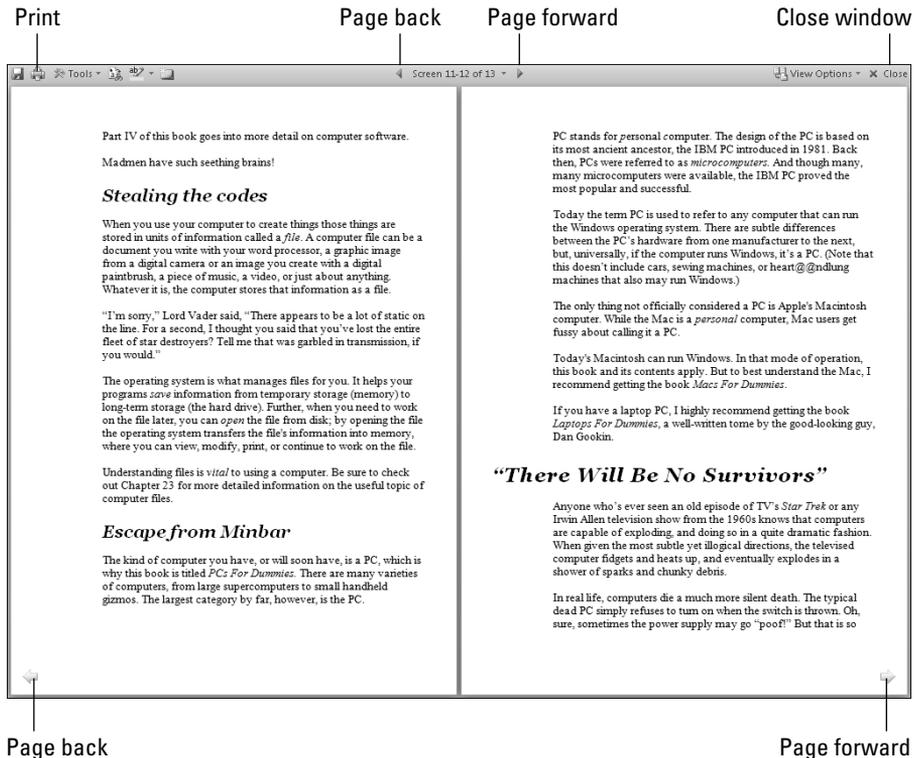 Print Page back Page forward Close window
Tools Screen 11-12 of 13 View Options Close
Part IV of this book goes into more detail on computer software.
Madmen have such seething brains!
Stealing the codes
When you use your computer to create things those things are
stored in units of information called a file. A computer file can be a
document you write with your word processor, a graphic image
from a digital camera or an image you create with a digital
paintbrush, a piece of music, a video, or just about anything.
Whatever it is, the computer stores that information as a file.
“I’m sorry,” Lord Vader said, “There appears to be a lot of static on
the line. For a second, I thought you said that you’ve lost the entire
fleet of star destroyers? Tell me that was garbled in transmission, if
you would.”
The operating system is what manages files for you. It helps your
programs save information from temporary storage (memory) to
long-term storage (the hard drive). Further, when you need to work
on the file later, you can open the file from disk; by opening the file
the operating system transfers the file’s information into memory,
where you can view, modify, print, or continue to work on the file.
Understanding files is vital to using a computer. Be sure to check
out Chapter 23 for more detailed information on the useful topic of
computer files.
Escape from Minbar
The kind of computer you have, or will soon have, is a PC, which is
why this book is titled PCs For Dummies. There are many varieties
of computers, from large supercomputers to small handheld
gizmos. The largest category by far, however, is the PC.
PC stands for personal computer. The design of the PC is based on
its most ancient ancestor, the IBM PC introduced in 1981. Back
then, PCs were referred to as microcomputers. And though many,
many microcomputers were available, the IBM PC proved the
most popular and successful.
Today the term PC is used to refer to any computer that can run
the Windows operating system. There are subtle differences
between the PC’s hardware from one manufacturer to the next,
but, universally, if the computer runs Windows, it’s a PC. (Note that
this doesn’t include cars, sewing machines, or heart@@ndlung
machines that also may run Windows.)
The only thing not officially considered a PC is Apple's Macintosh
computer. While the Mac is a personal computer, Mac users get
fussy about calling it a PC.
Today's Macintosh can run Windows. In that mode of operation,
this book and its contents apply. But to best understand the Mac, I
recommend getting the book Macs For Dummies.
If you have a laptop PC, I highly recommend getting the book
Laptops For Dummies, a well-written tome by the good-looking guy,
Dan Gookin.
“There Will Be No Survivors”
Anyone who’s ever seen an old episode of TV’s Star Trek or any
Irwin Allen television show from the 1960s knows that computers
are capable of exploding, and doing so in a quite dramatic fashion.
When given the most subtle yet illogical directions, the televised
computer fidgets and heats up, and eventually explodes in a
shower of sparks and chunky debris.
In real life, computers die a much more silent death. The typical
dead PC simply refuses to turn on when the switch is thrown. Oh,
sure, sometimes the power supply may go “poof!” But that is so
Page back Page forward